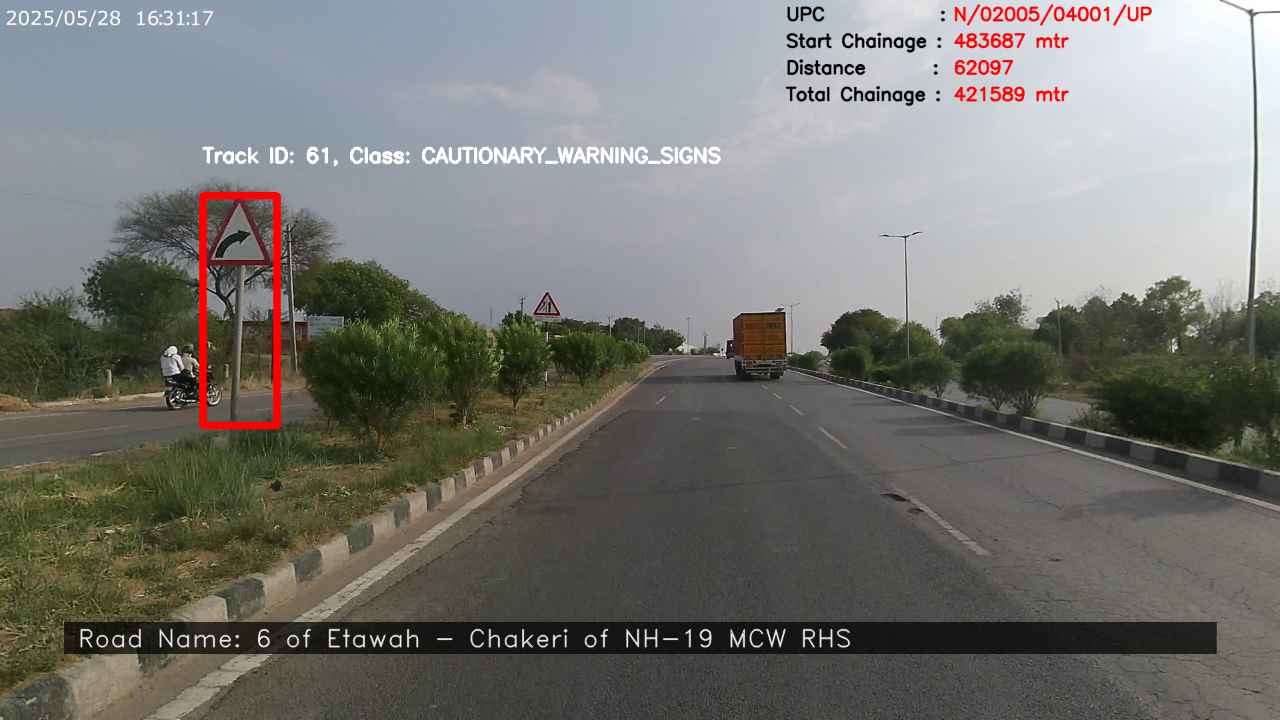 2025/05/28 16:31:17
UPC : N/02005/04001/UP
Start Chainage : 483687 mtr
Distance : 62097
Total Chainage : 421589 mtr
Track ID: 61, Class: CAUTIONARY_WARNING_SIGNS
Road Name: 6 of Etawah - Chakeri of NH-19 MCW RHS